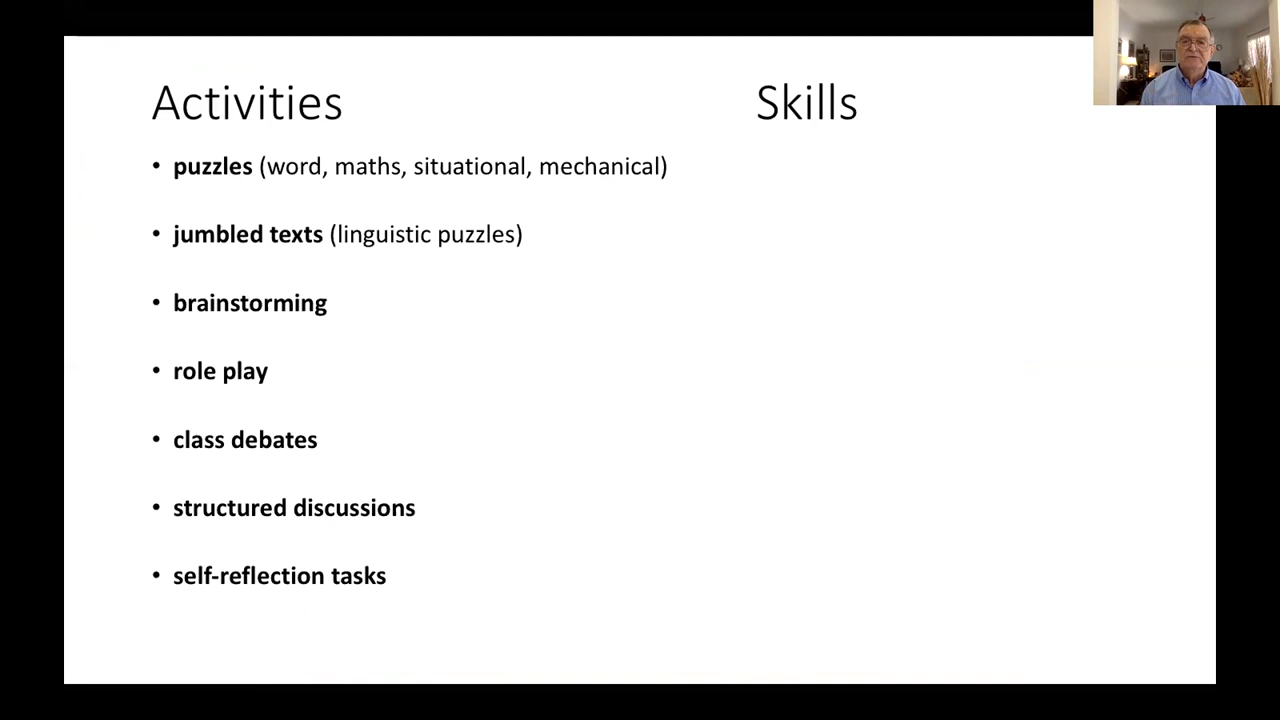 Activities
Skills
• puzzles (word, maths, situational, mechanical)
• jumbled texts (linguistic puzzles)
• brainstorming
• role play
• class debates
• structured discussions
• self-reflection tasks